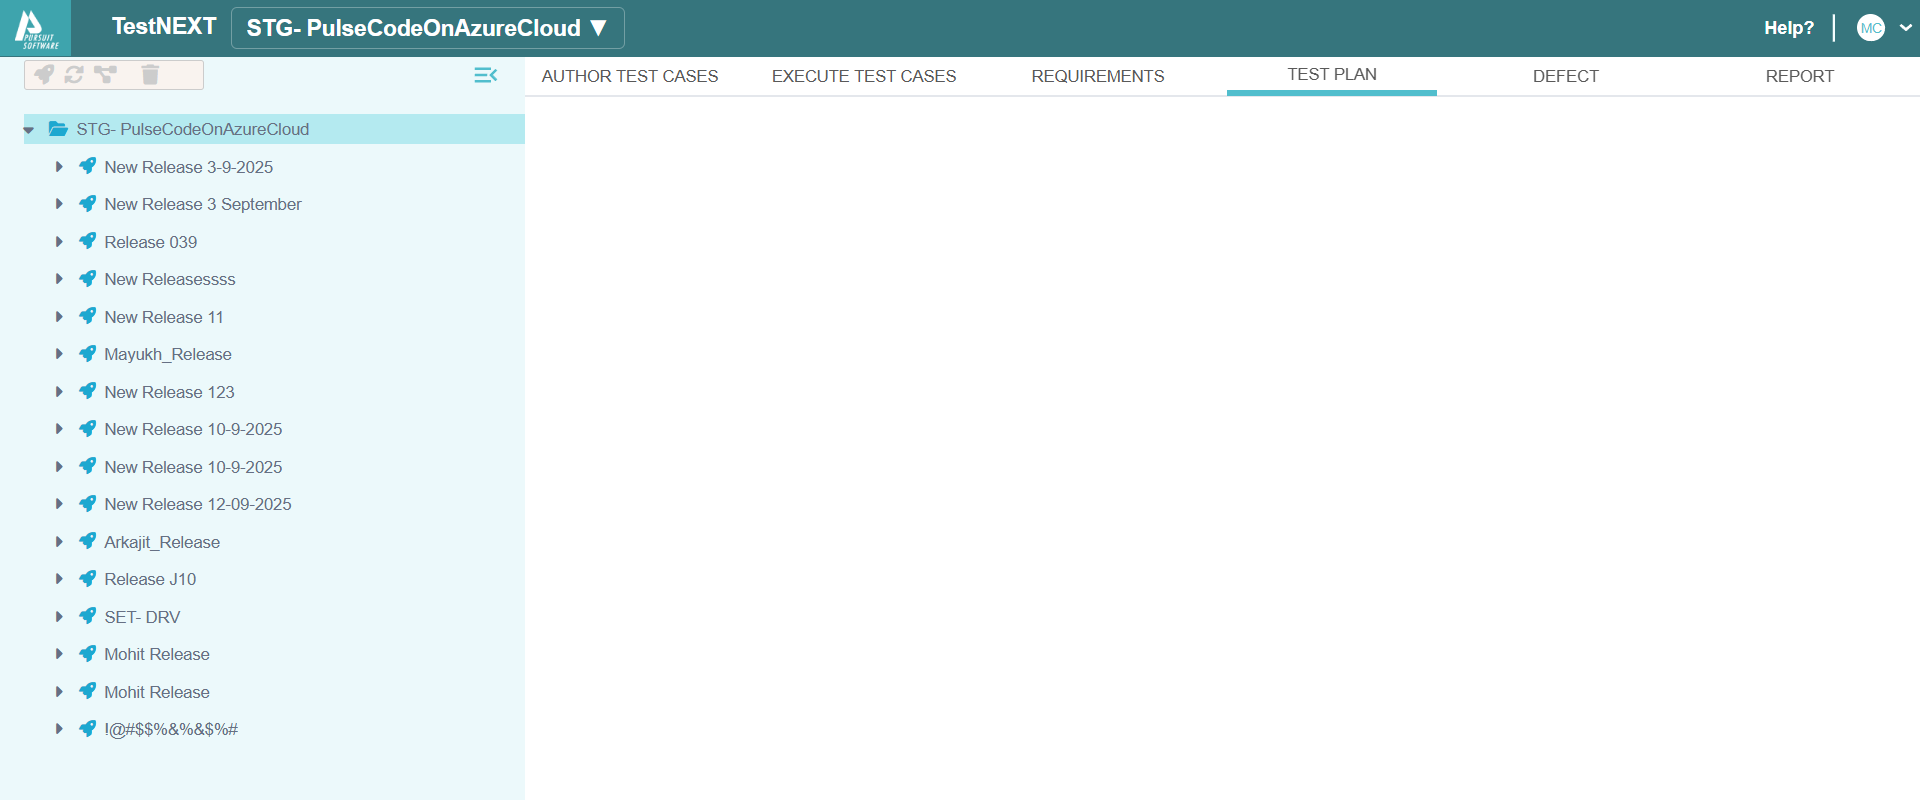 PURSUIT
SOFTWARE
TestNEXT
STG- PulseCodeOnAzureCloud ▼
Help?
MC
AUTHOR TEST CASES
EXECUTE TEST CASES
REQUIREMENTS
TEST PLAN
DEFECT
REPORT
STG- PulseCodeOnAzureCloud
New Release 3-9-2025
New Release 3 September
Release 039
New Releasessss
New Release 11
Mayukh_Release
New Release 123
New Release 10-9-2025
New Release 10-9-2025
New Release 12-09-2025
Arkajit_Release
Release J10
SET- DRV
Mohit Release
Mohit Release
!@#$$%&%&$%#